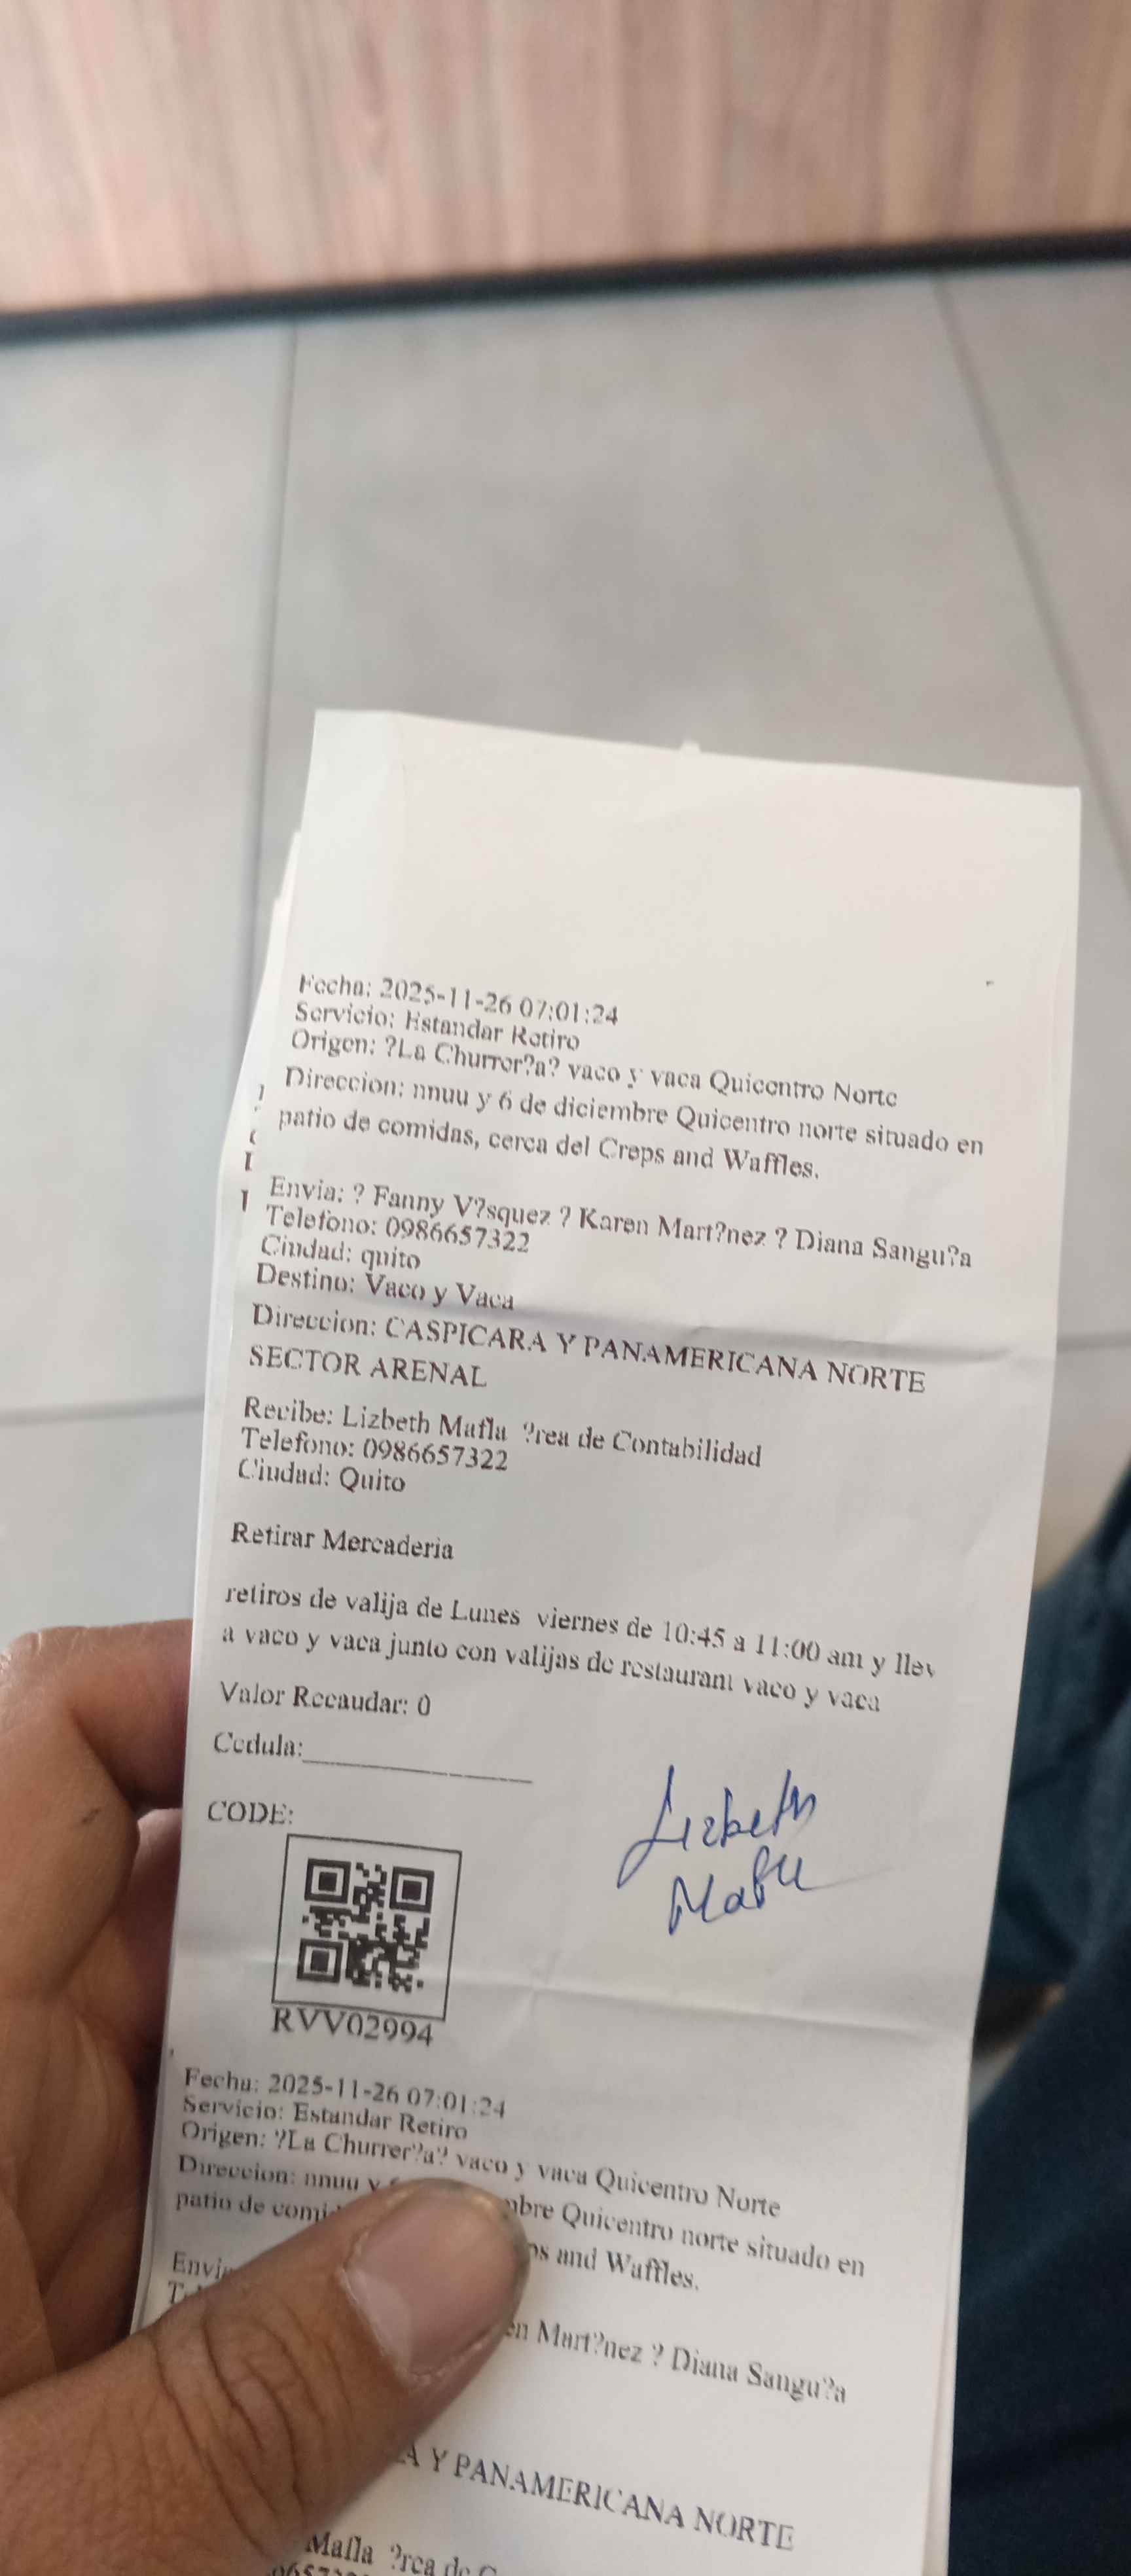 Fecha: 2025-11-26 07:01:24
Servicio: Estandar Retiro
Origen: ?La Churrer?a? vaco y vaca Quicentro Norte
Direccion: nnuu y 6 de diciembre Quicentro norte situado en
patio de comidas, cerca del Creps and Waffles.
Envia: ? Fanny V?squez ? Karen Mart?nez ? Diana Sangu?a
Telefono: 0986657322
Ciudad: quito
Destino: Vaco y Vaca
Direccion: CASPICARA Y PANAMERICANA NORTE
SECTOR ARENAL
Recibe: Lizbeth Mafla ?rea de Contabilidad
Telefono: 0986657322
Ciudad: Quito
Retirar Mercaderia
retiros de valija de Lunes viernes de 10:45 a 11:00 am y llev
a vaco y vaca junto con valijas de restaurant vaco y vaca
Valor Recaudar: 0
Cedula:
Lizbeth
CODE:
RVV02994
Fecha: 2025-11-26 07:01:24
Servicio: Estandar Retiro
Origen: ?La Churrer?a? vaco y vaca Quicentro Norte
Direccion: nnuu y Quicentro norte situado en
patio de and Waffles.
Mart?nez ? Diana Sangu?a
Y PANAMERICANA NORTE
Mafla ?rea de